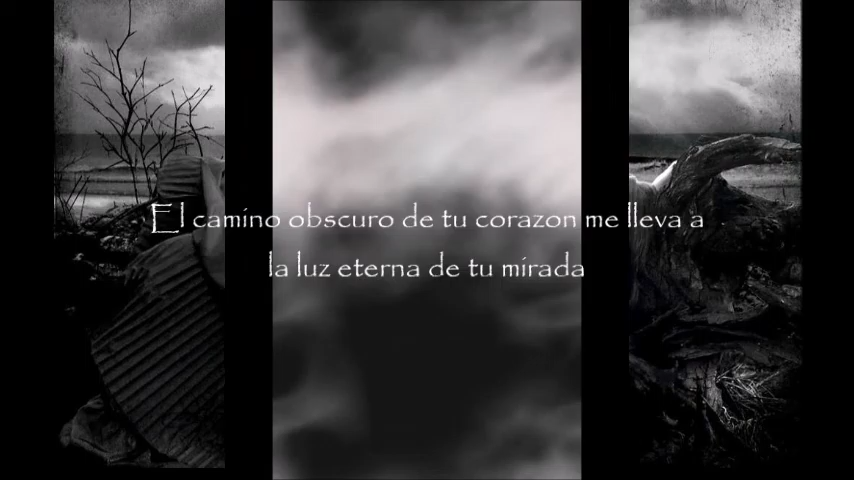 El camino obscuro de tu corazon me lleva a
la luz eterna de tu mirada